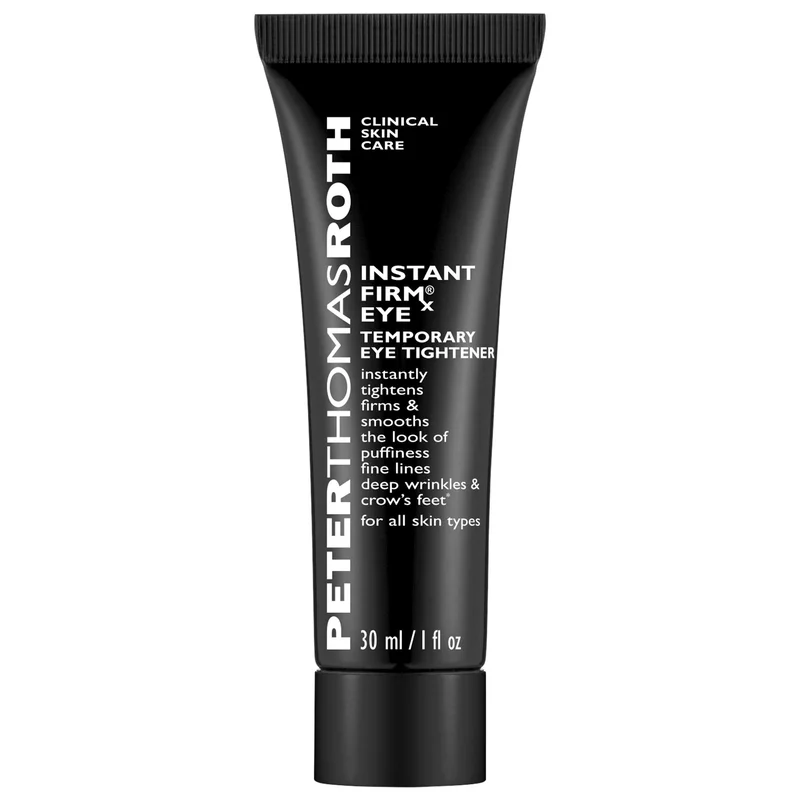 PETERTHOMASROTH
CLINICAL
SKIN
CARE
INSTANT
FIRMx®
EYE
TEMPORARY
EYE TIGHTENER
instantly
tightens
firms &
smooths
the look of
puffiness
fine lines
deep wrinkles &
crow's feet*
for all skin types
30 ml / 1 fl oz